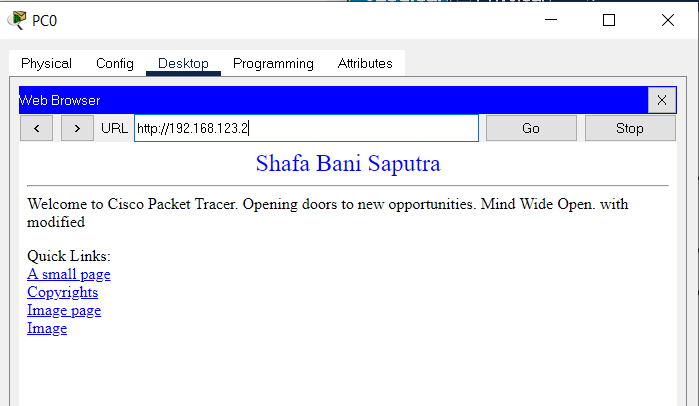 PC0
Physical Config Desktop Programming Attributes
Web Browser X
< > URL http://192.168.123.2 Go Stop
Shafa Bani Saputra
Welcome to Cisco Packet Tracer. Opening doors to new opportunities. Mind Wide Open. with
modified
Quick Links:
A small page
Copyrights
Image page
Image